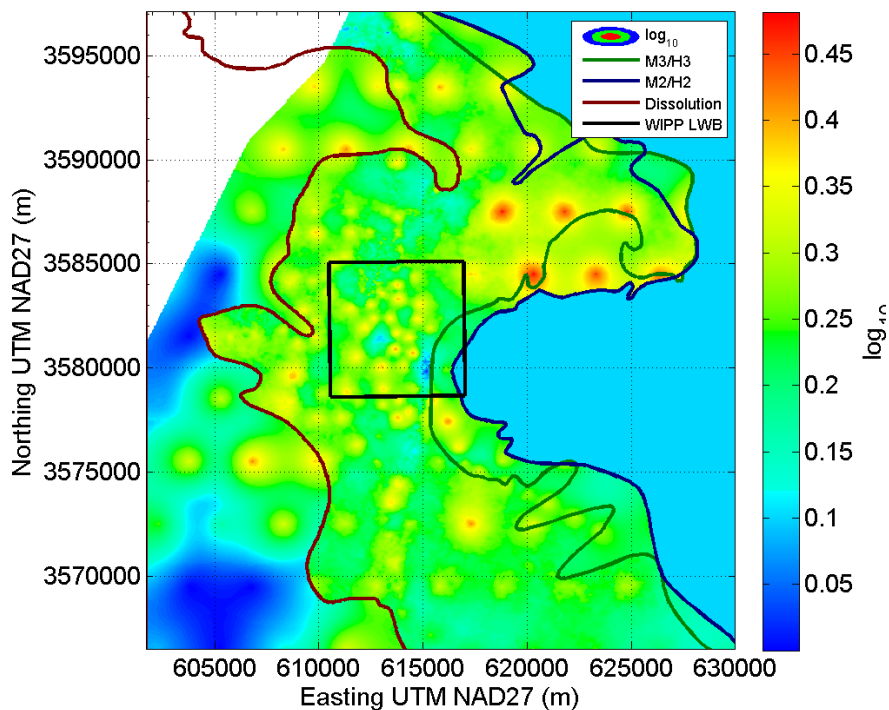 log10
M3/H3
M2/H2
Dissolution
WIPP LWB
3595000
3590000
3585000
3580000
3575000
3570000
Northing UTM NAD27 (m)
605000 610000 615000 620000 625000 630000
Easting UTM NAD27 (m)
0.45
0.4
0.35
0.3
0.25
0.2
0.15
0.1
0.05
log10